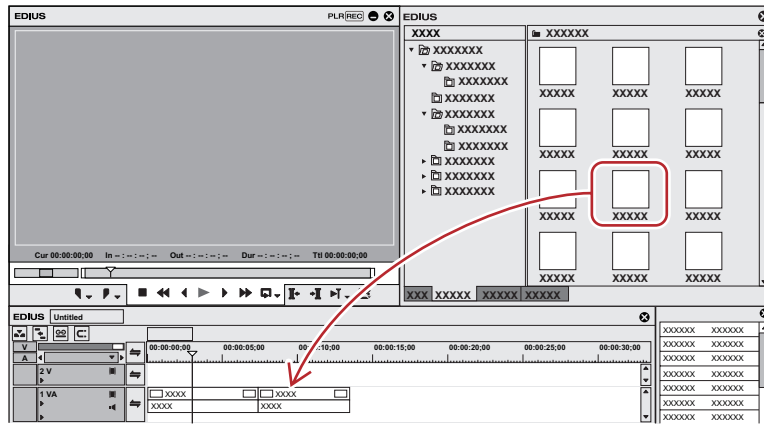 EDIUS
PLR REC
Cur 00:00:00;00 In -- : -- : -- ; -- Out -- : -- : -- ; -- Dur -- : -- : -- ; -- Ttl 00:00:00;00
EDIUS
XXXX
XXXXXXX
XXXXXXX
XXXXXXX
XXXXXXX
XXXXXXX
XXXXXXX
XXXXXXX
XXXXXXX
XXXXXXX
XXXXXXX
XXXXXX
XXXXX XXXXX XXXXX
XXXXX XXXXX XXXXX
XXXXX XXXXX XXXXX
XXXXX XXXXX XXXXX
XXX XXXXX XXXXX XXXXX
EDIUS Untitled
V
A
00:00:00;00 00:00:05;00 00:00:10;00 00:00:15;00 00:00:20;00 00:00:25;00 00:00:30;00
2 V
1 VA
XXXX XXXX
XXXX XXXX
XXXXXX XXXXXX
XXXXXX XXXXXX
XXXXXX XXXXXX
XXXXXX XXXXXX
XXXXXX XXXXXX
XXXXXX XXXXXX
XXXXXX XXXXXX